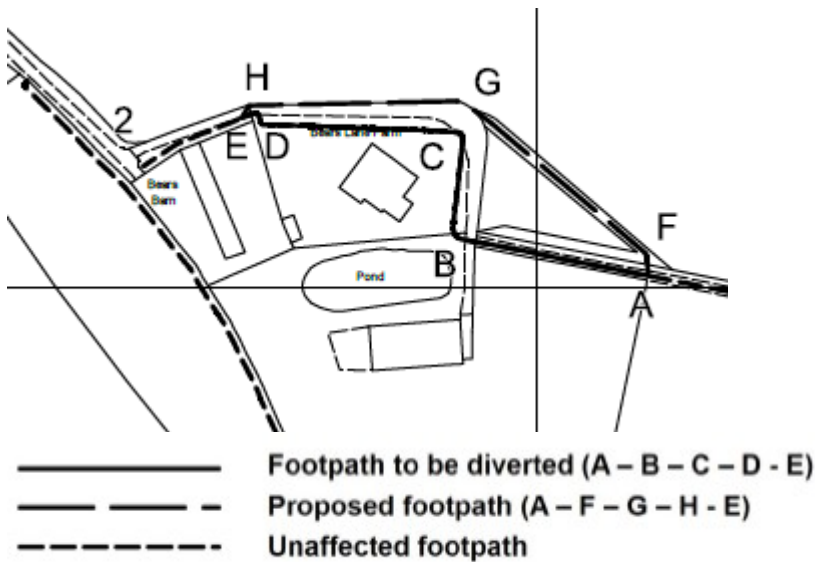 H
G
2
E
D
Bears Lane Farm
C
Bears
Barn
F
B
Pond
A
Footpath to be diverted (A – B – C – D - E)
Proposed footpath (A – F – G – H - E)
Unaffected footpath